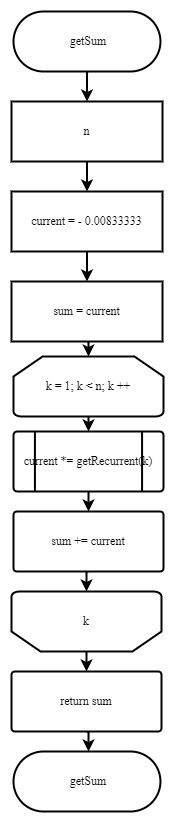 getSum
n
current = - 0.00833333
sum = current
k = 1; k < n; k ++
current *= getRecurrent(k)
sum += current
k
return sum
getSum